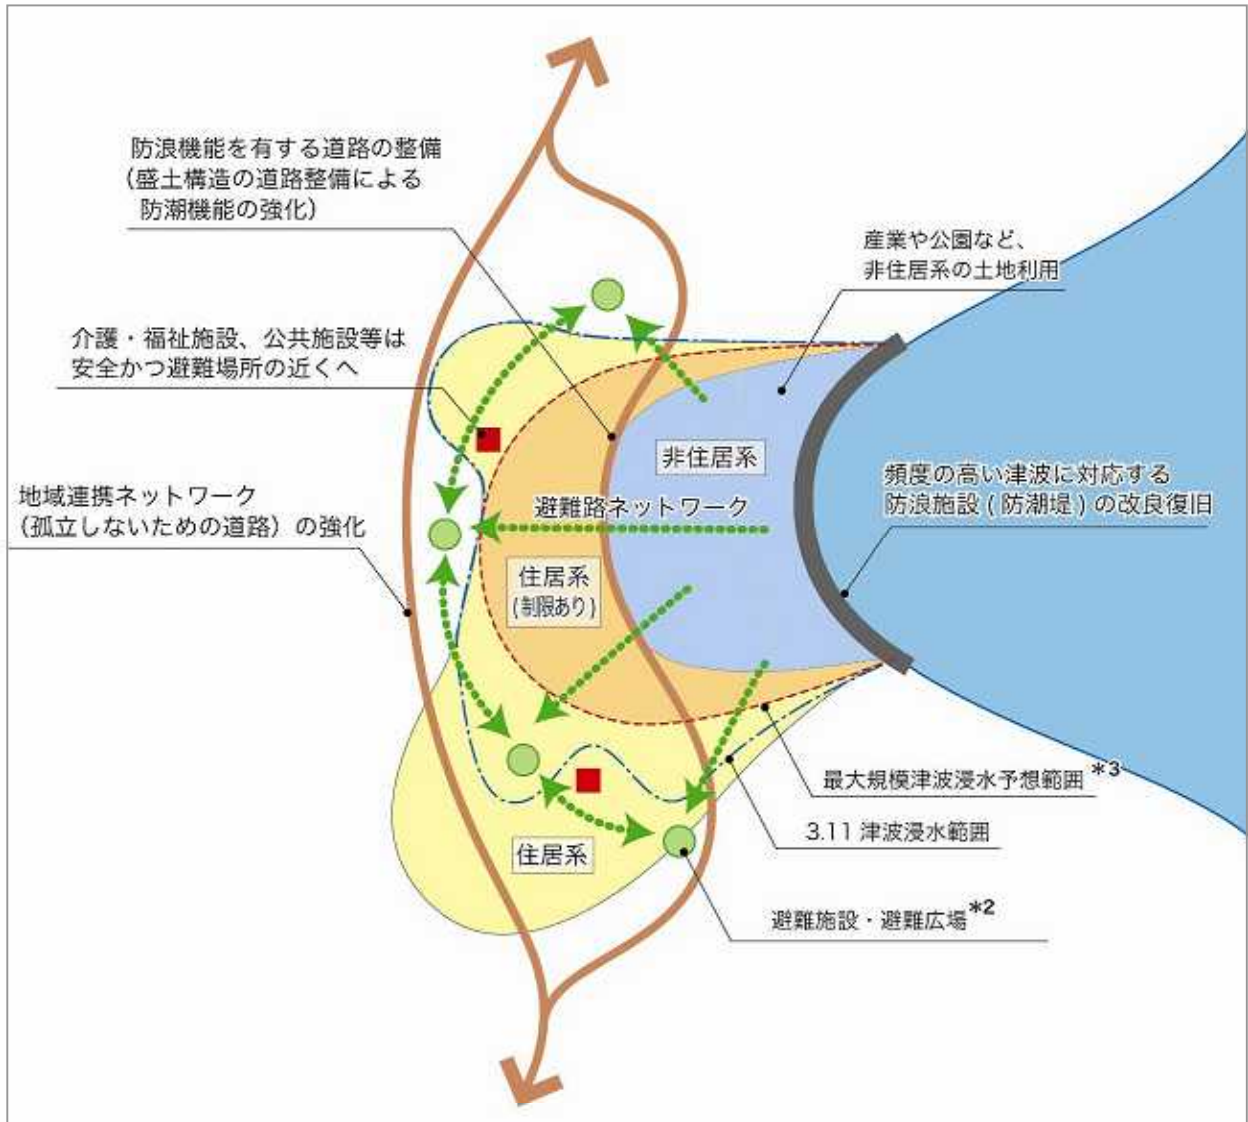 防浪機能を有する道路の整備
(盛土構造の道路整備による
防潮機能の強化)
産業や公園など、
非住居系の土地利用
介護・福祉施設、公共施設等は
安全かつ避難場所の近くへ
非住居系
頻度の高い津波に対応する
防浪施設(防潮堤)の改良復旧
地域連携ネットワーク
(孤立しないための道路)の強化
避難路ネットワーク
住居系
(制限あり)
最大規模津波浸水予想範囲*3
3.11 津波浸水範囲
住居系
避難施設・避難広場*2